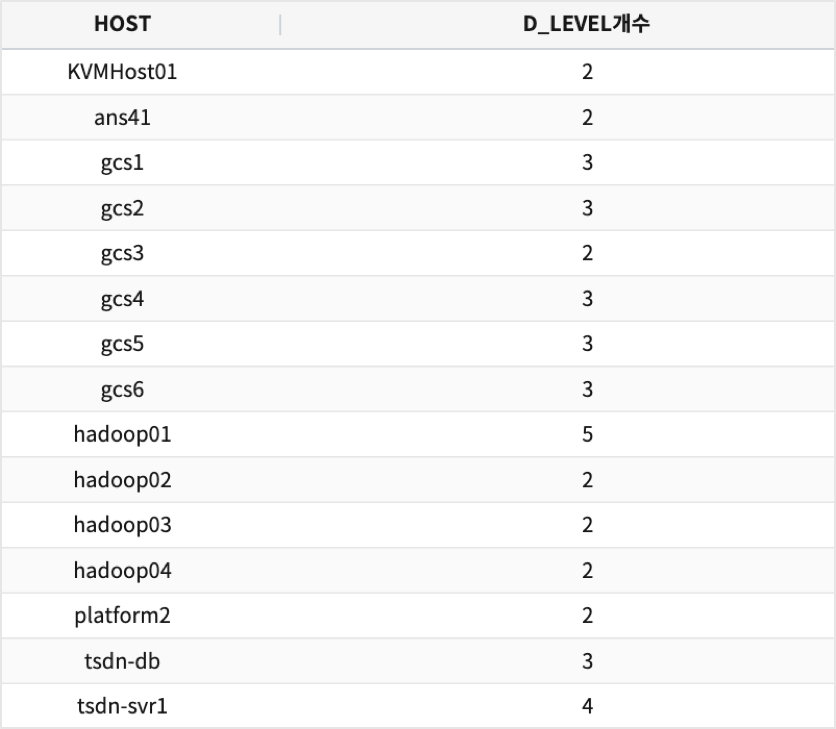 HOST D_LEVEL개수
KVMHost01 2
ans41 2
gcs1 3
gcs2 3
gcs3 2
gcs4 3
gcs5 3
gcs6 3
hadoop01 5
hadoop02 2
hadoop03 2
hadoop04 2
platform2 2
tsdn-db 3
tsdn-svr1 4